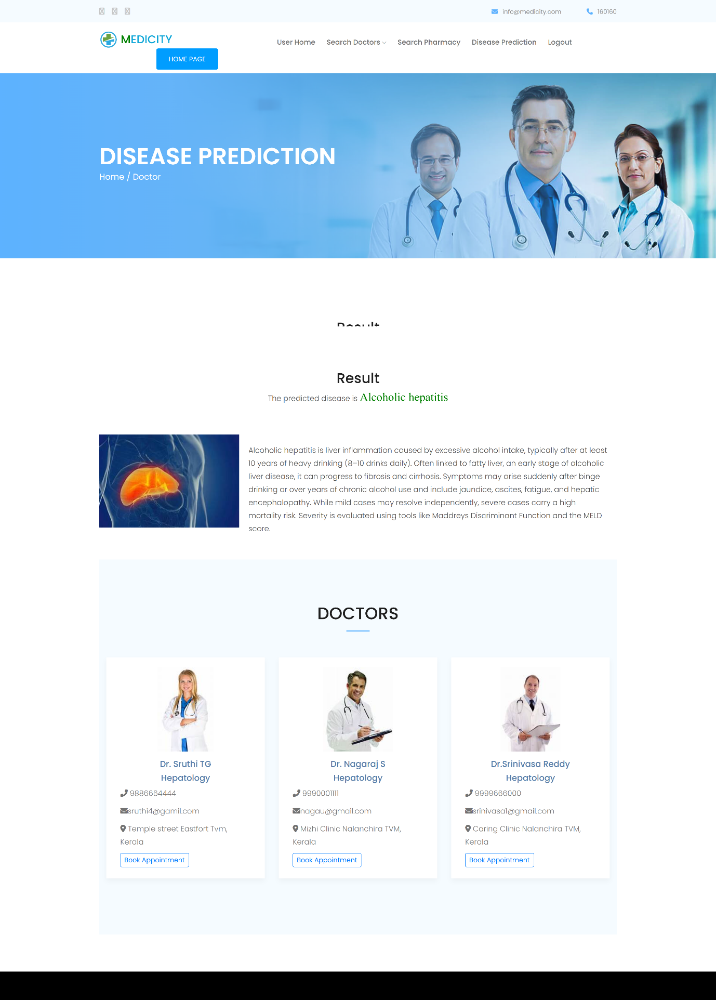 info@medicity.com 160160
MEDICITY
User Home Search Doctors Search Pharmacy Disease Prediction Logout
HOME PAGE
DISEASE PREDICTION
Home / Doctor
Result
Result
The predicted disease is Alcoholic hepatitis
Alcoholic hepatitis is liver inflammation caused by excessive alcohol intake, typically after at least
10 years of heavy drinking (8–10 drinks daily). Often linked to fatty liver, an early stage of alcoholic
liver disease, it can progress to fibrosis and cirrhosis. Symptoms may arise suddenly after binge
drinking or over years of chronic alcohol use and include jaundice, ascites, fatigue, and hepatic
encephalopathy. While mild cases may resolve independently, severe cases carry a high
mortality risk. Severity is evaluated using tools like Maddreys Discriminant Function and the MELD
score.
DOCTORS
Dr. Sruthi TG
Hepatology
9886664444
sruthi4@gamil.com
Temple street Eastfort Tvm,
Kerala
Book Appointment
Dr. Nagaraj S
Hepatology
9990001111
nagau@gmail.com
Mizhi Clinic Nalanchira TVM,
Kerala
Book Appointment
Dr.Srinivasa Reddy
Hepatology
9999666000
srinivasa1@gmail.com
Caring Clinic Nalanchira TVM,
Kerala
Book Appointment